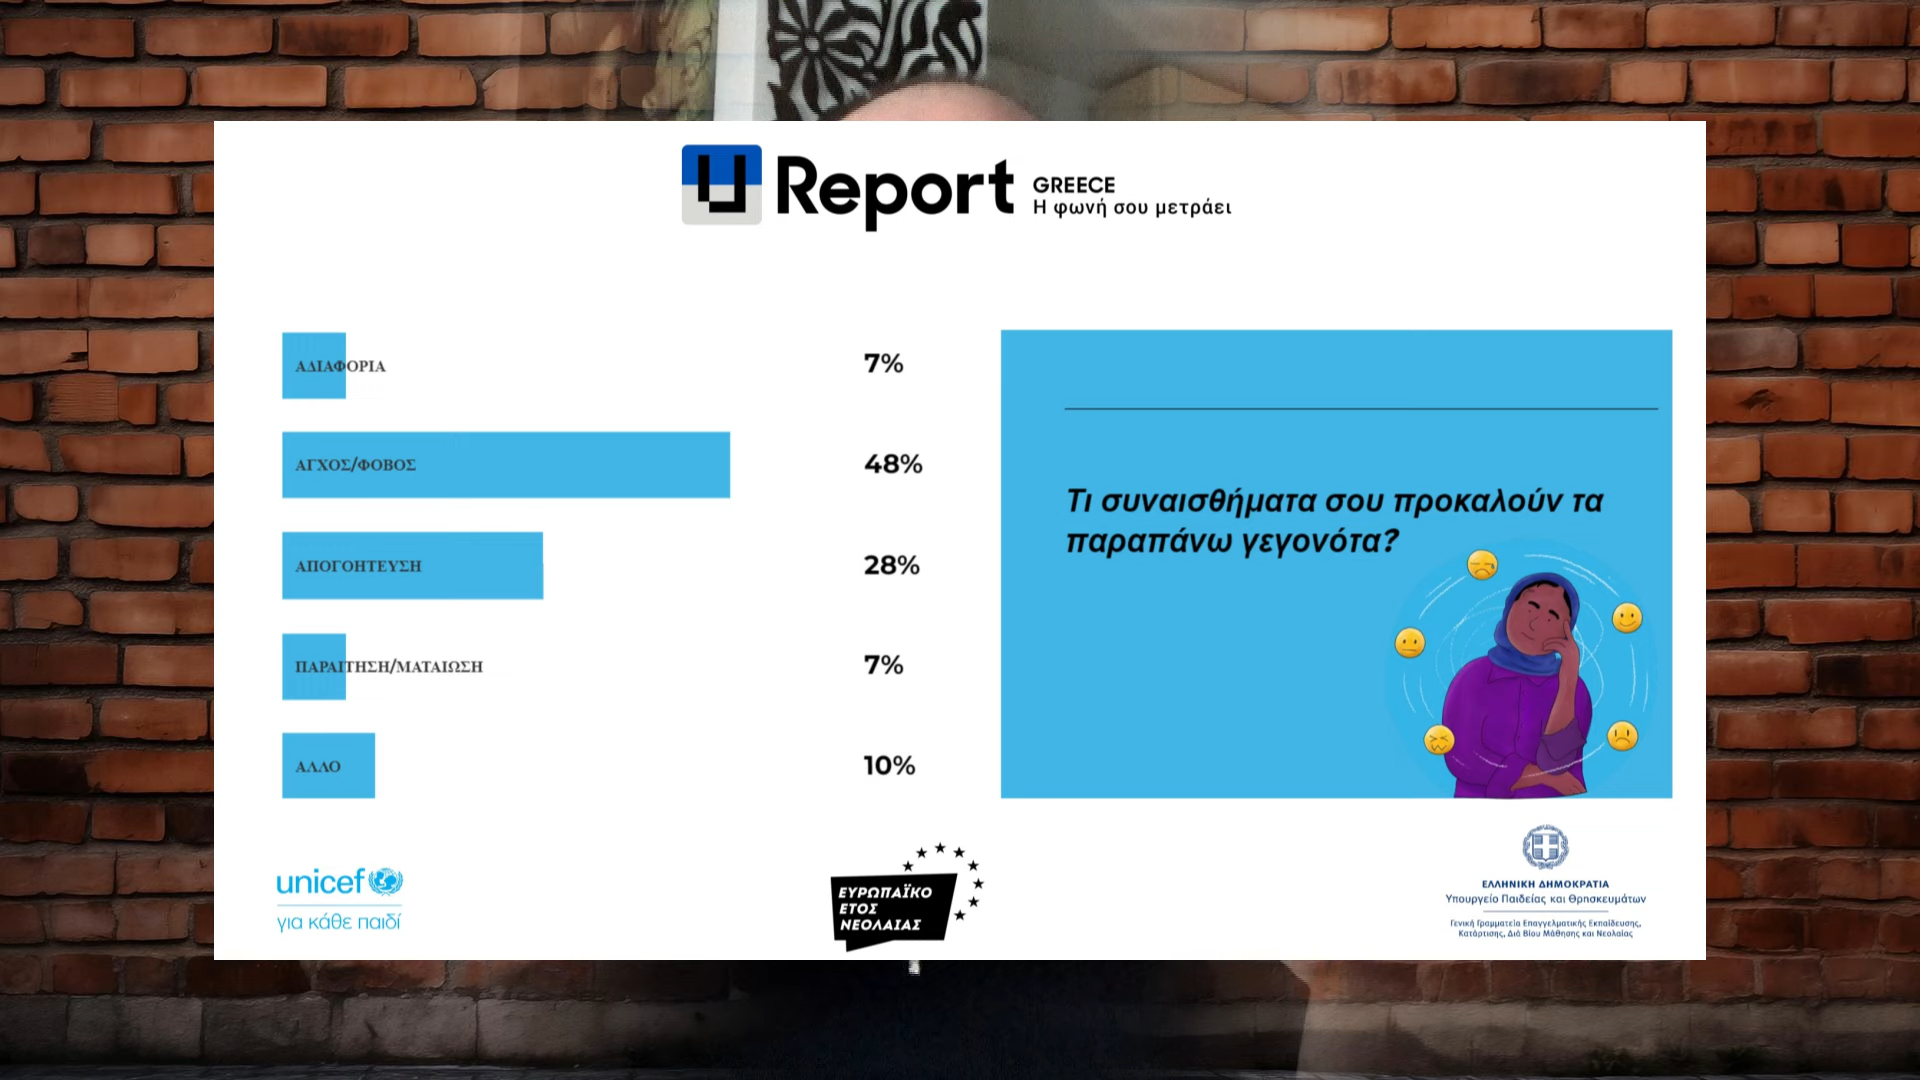 U Report
GREECE
Η φωνή σου μετράει
ΑΔΙΑΦΟΡΙΑ
7%
ΑΓΧΟΣ/ΦΟΒΟΣ
48%
ΑΠΟΓΟΗΤΕΥΣΗ
28%
ΠΑΡΑΙΤΗΣΗ/ΜΑΤΑΙΩΣΗ
7%
ΑΛΛΟ
10%
Τι συναισθήματα σου προκαλούν τα
παραπάνω γεγονότα?
unicef
για κάθε παιδί
ΕΥΡΩΠΑΪΚΟ
ΕΤΟΣ
ΝΕΟΛΑΙΑΣ
ΕΛΛΗΝΙΚΗ ΔΗΜΟΚΡΑΤΙΑ
Υπουργείο Παιδείας και Θρησκευμάτων
Γενική Γραμματεία Επαγγελματικής Εκπαίδευσης,
Κατάρτισης, Διά Βίου Μάθησης και Νεολαίας